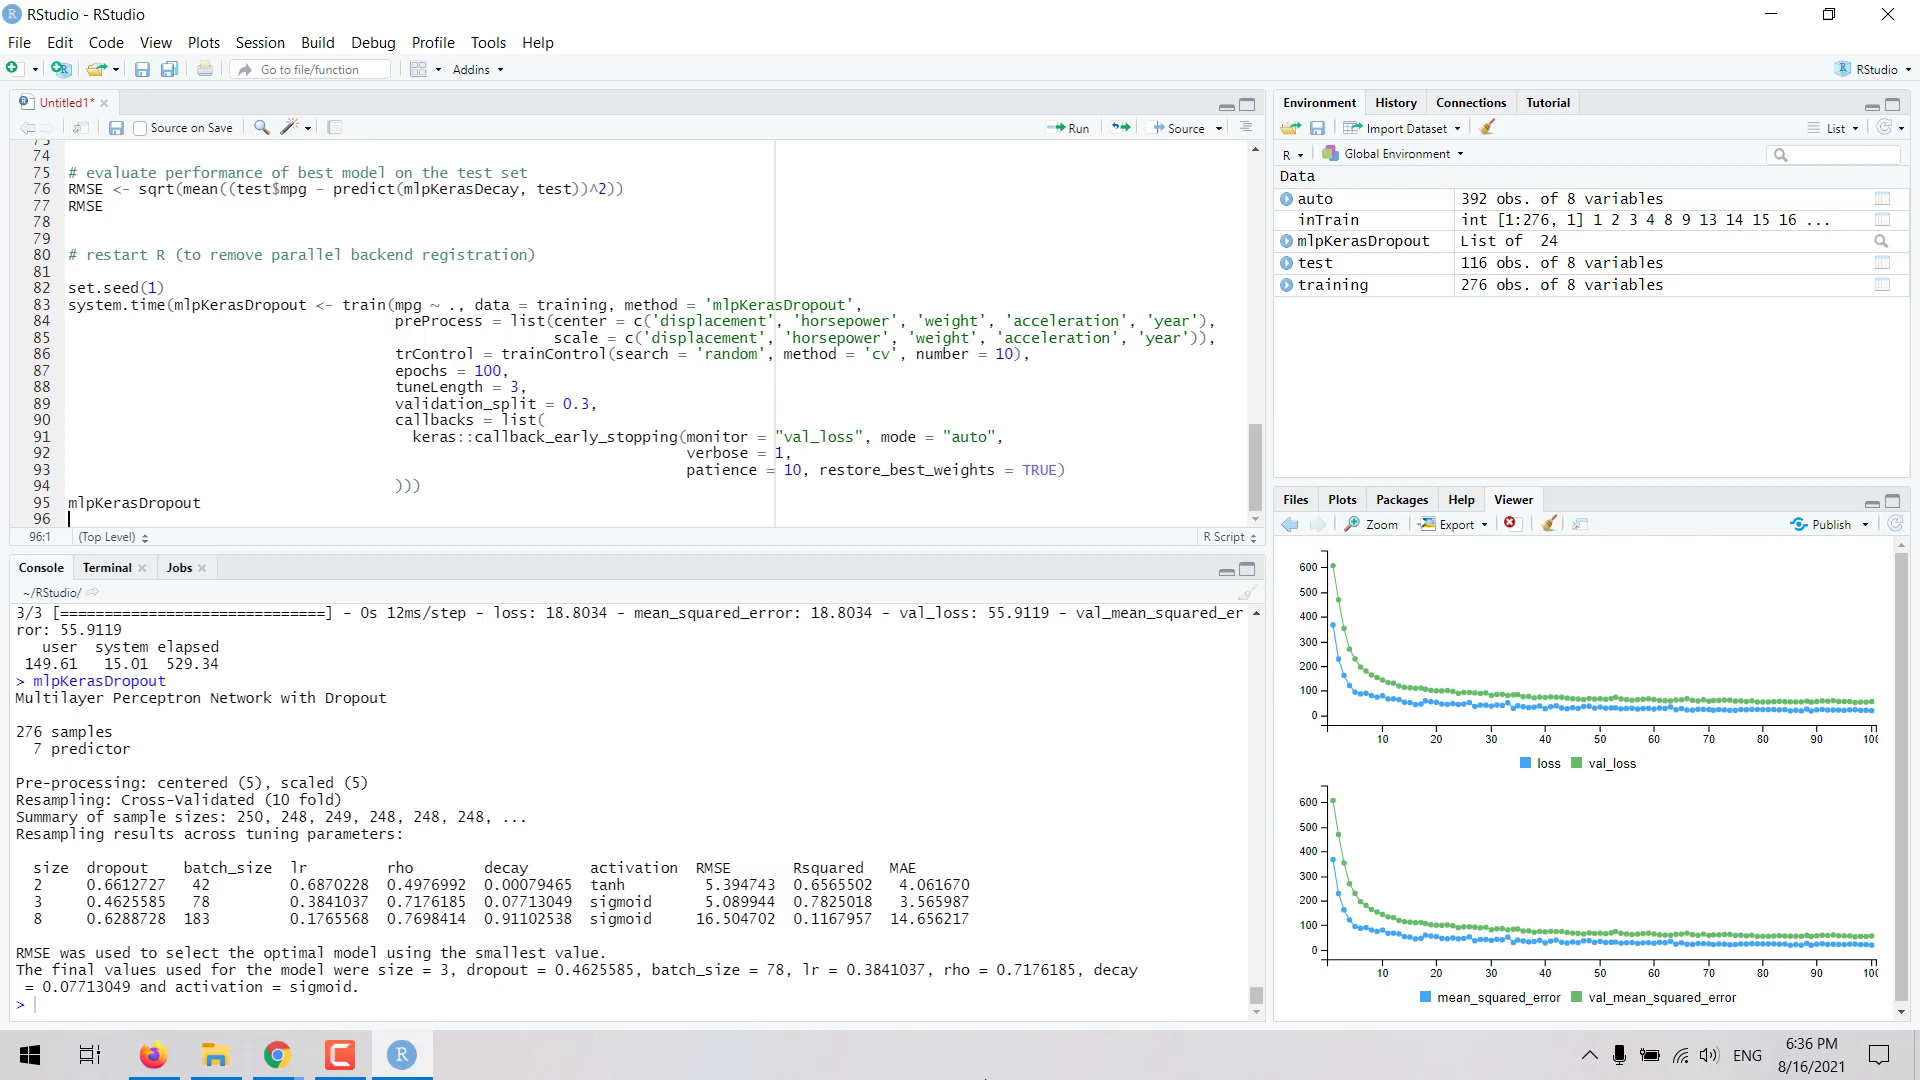 RStudio - RStudio
File Edit Code View Plots Session Build Debug Profile Tools Help
Go to file/function Addins RStudio
Untitled1*
Source on Save Run Source
74
75 # evaluate performance of best model on the test set
76 RMSE <- sqrt(mean((test$mpg - predict(mlpKerasDecay, test))^2))
77 RMSE
78
79
80 # restart R (to remove parallel backend registration)
81
82 set.seed(1)
83 system.time(mlpKerasDropout <- train(mpg ~ ., data = training, method = 'mlpKerasDropout',
84 preProcess = list(center = c('displacement', 'horsepower', 'weight', 'acceleration', 'year'),
85 scale = c('displacement', 'horsepower', 'weight', 'acceleration', 'year')),
86 trControl = trainControl(search = 'random', method = 'cv', number = 10),
87 epochs = 100,
88 tuneLength = 3,
89 validation_split = 0.3,
90 callbacks = list(
91 keras::callback_early_stopping(monitor = "val_loss", mode = "auto",
92 verbose = 1,
93 patience = 10, restore_best_weights = TRUE)
94 )))
95 mlpKerasDropout
96
96:1 (Top Level) R Script
Console Terminal Jobs
~/RStudio/
3/3 [==============================] - 0s 12ms/step - loss: 18.8034 - mean_squared_error: 18.8034 - val_loss: 55.9119 - val_mean_squared_er
ror: 55.9119
user system elapsed
149.61 15.01 529.34
> mlpKerasDropout
Multilayer Perceptron Network with Dropout
276 samples
7 predictor
Pre-processing: centered (5), scaled (5)
Resampling: Cross-Validated (10 fold)
Summary of sample sizes: 250, 248, 249, 248, 248, 248, ...
Resampling results across tuning parameters:
size dropout batch_size lr rho decay activation RMSE Rsquared MAE
2 0.6612727 42 0.6870228 0.4976992 0.00079465 tanh 5.394743 0.6565502 4.061670
3 0.4625585 78 0.3841037 0.7176185 0.07713049 sigmoid 5.089944 0.7825018 3.565987
8 0.6288728 183 0.1765568 0.7698414 0.91102538 sigmoid 16.504702 0.1167957 14.656217
RMSE was used to select the optimal model using the smallest value.
The final values used for the model were size = 3, dropout = 0.4625585, batch_size = 78, lr = 0.3841037, rho = 0.7176185, decay
= 0.07713049 and activation = sigmoid.
>
Environment History Connections Tutorial
Import Dataset List
R Global Environment
Data
auto 392 obs. of 8 variables
inTrain int [1:276, 1] 1 2 3 4 8 9 13 14 15 16 ...
mlpKerasDropout List of 24
test 116 obs. of 8 variables
training 276 obs. of 8 variables
Files Plots Packages Help Viewer
Zoom Export Publish
600
500
400
300
200
100
0
10 20 30 40 50 60 70 80 90 100
loss val_loss
600
500
400
300
200
100
0
10 20 30 40 50 60 70 80 90 100
mean_squared_error val_mean_squared_error
ENG
6:36 PM
8/16/2021